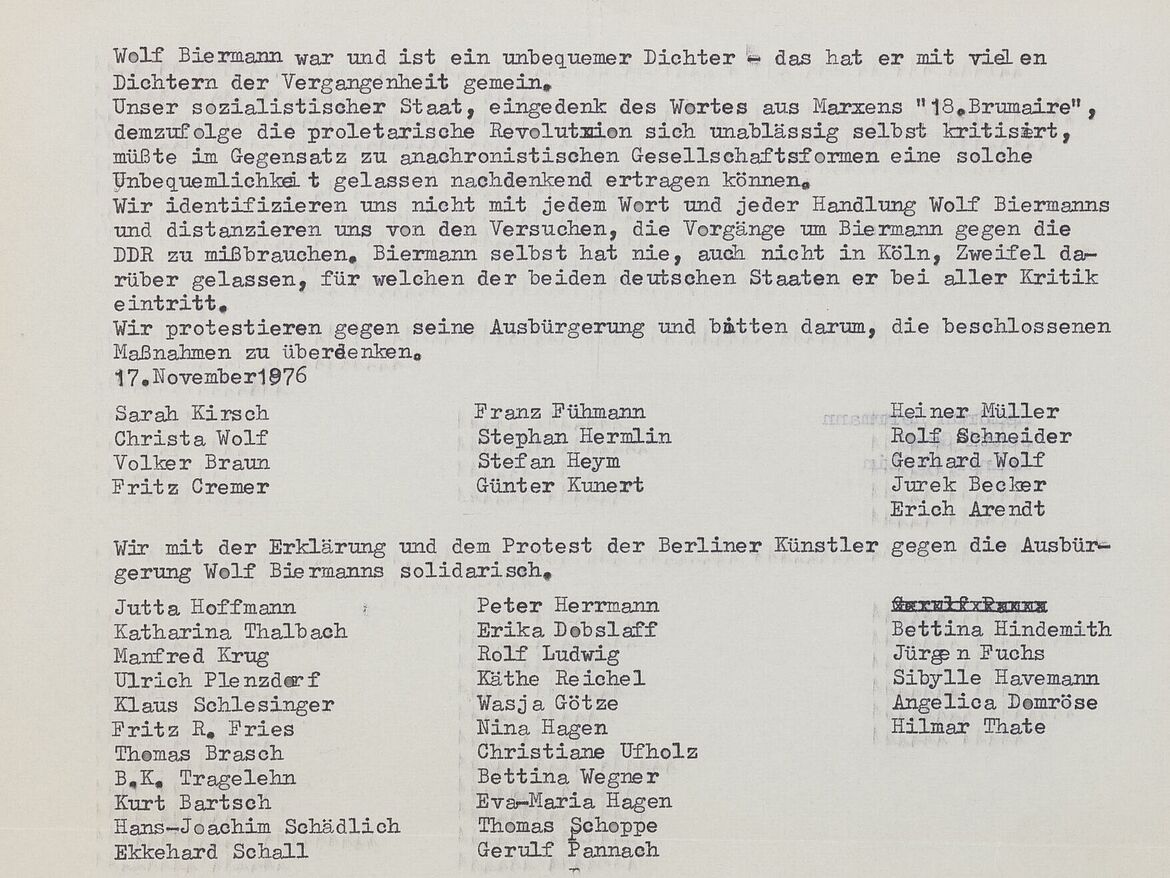 Wolf Biermann war und ist ein unbequemer Dichter - das hat er mit vielen
Dichtern der Vergangenheit gemein.
Unser sozialistischer Staat, eingedenk des Wortes aus Marxens "18.Brumaire",
demzufolge die proletarische Revolutxion sich unablässig selbst kritisirt,
müßte im Gegensatz zu anachronistischen Gesellschaftsformen eine solche
Unbequemlichkeit gelassen nachdenkend ertragen können.
Wir identifizieren uns nicht mit jedem Wort und jeder Handlung Wolf Biermanns
und distanzieren uns von den Versuchen, die Vorgänge um Biermann gegen die
DDR zu mißbrauchen. Biermann selbst hat nie, auch nicht in Köln, Zweifel da-
rüber gelassen, für welchen der beiden deutschen Staaten er bei aller Kritik
eintritt.
Wir protestieren gegen seine Ausbürgerung und bitten darum, die beschlossenen
Maßnahmen zu überdenken.
17.November1976
Sarah Kirsch
Christa Wolf
Volker Braun
Fritz Cremer
Franz Fühmann
Stephan Hermlin
Stefan Heym
Günter Kunert
Heiner Müller
Rolf Schneider
Gerhard Wolf
Jurek Becker
Erich Arendt
Wir mit der Erklärung und dem Protest der Berliner Künstler gegen die Ausbür-
gerung Wolf Biermanns solidarisch.
Jutta Hoffmann
Katharina Thalbach
Manfred Krug
Ulrich Plenzdorf
Klaus Schlesinger
Fritz R. Fries
Thomas Brasch
B.K. Tragelehn
Kurt Bartsch
Hans-Joachim Schädlich
Ekkehard Schall
Peter Herrmann
Erika Dobslaff
Rolf Ludwig
Käthe Reichel
Wasja Götze
Nina Hagen
Christiane Ufholz
Bettina Wegner
Eva-Maria Hagen
Thomas Schoppe
Gerulf Pannach
Bettina Hindemith
Jürgen Fuchs
Sibylle Havemann
Angelica Domröse
Hilmar Thate